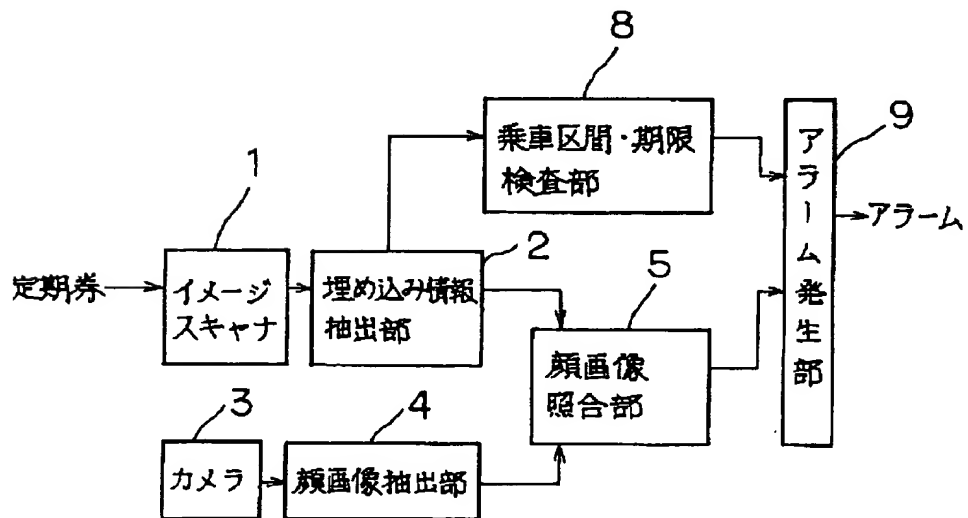 8
乗車区間・期限
検査部
9
アラーム発生部
アラーム
1
定期券
イメージ
スキャナ
2
埋め込み情報
抽出部
5
顔画像
照合部
3
カメラ
4
顔画像抽出部